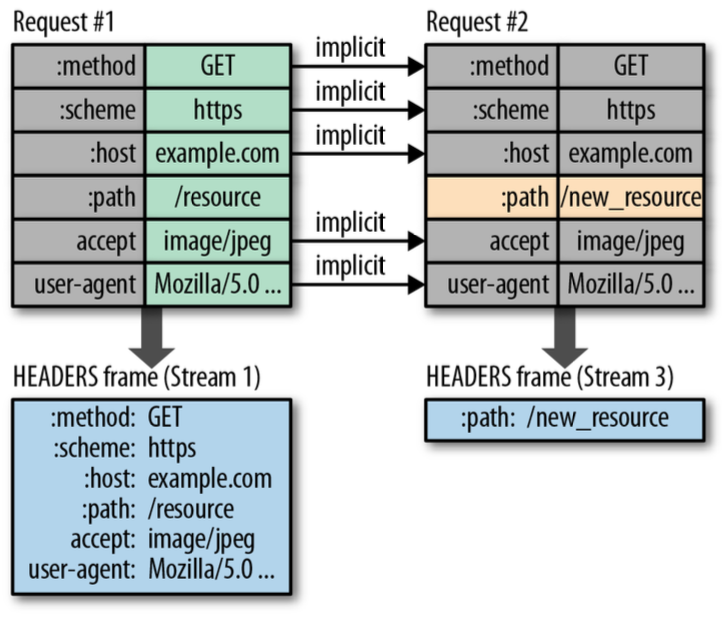 Request #1
:method GET
:scheme https
:host example.com
:path /resource
accept image/jpeg
user-agent Mozilla/5.0 ...
implicit
implicit
implicit
implicit
implicit
Request #2
:method GET
:scheme https
:host example.com
:path /new_resource
accept image/jpeg
user-agent Mozilla/5.0 ...
HEADERS frame (Stream 1)
:method: GET
:scheme: https
:host: example.com
:path: /resource
accept: image/jpeg
user-agent: Mozilla/5.0 ...
HEADERS frame (Stream 3)
:path: /new_resource